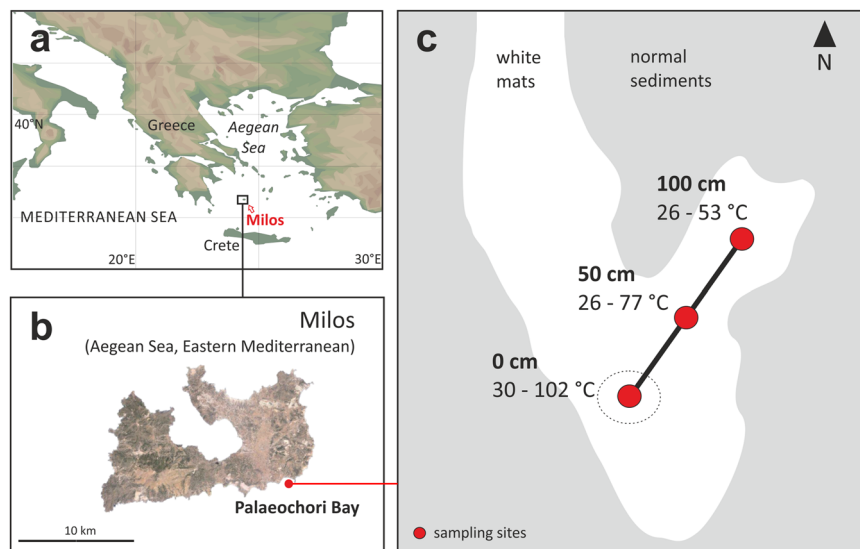 a
40°N
Greece
Aegean
Sea
MEDITERRANEAN SEA
Milos
Crete
20°E
30°E
b
Milos
(Aegean Sea, Eastern Mediterranean)
Palaeochori Bay
10 km
c
white
mats
normal
sediments
N
100 cm
26 - 53 °C
50 cm
26 - 77 °C
0 cm
30 - 102 °C
sampling sites